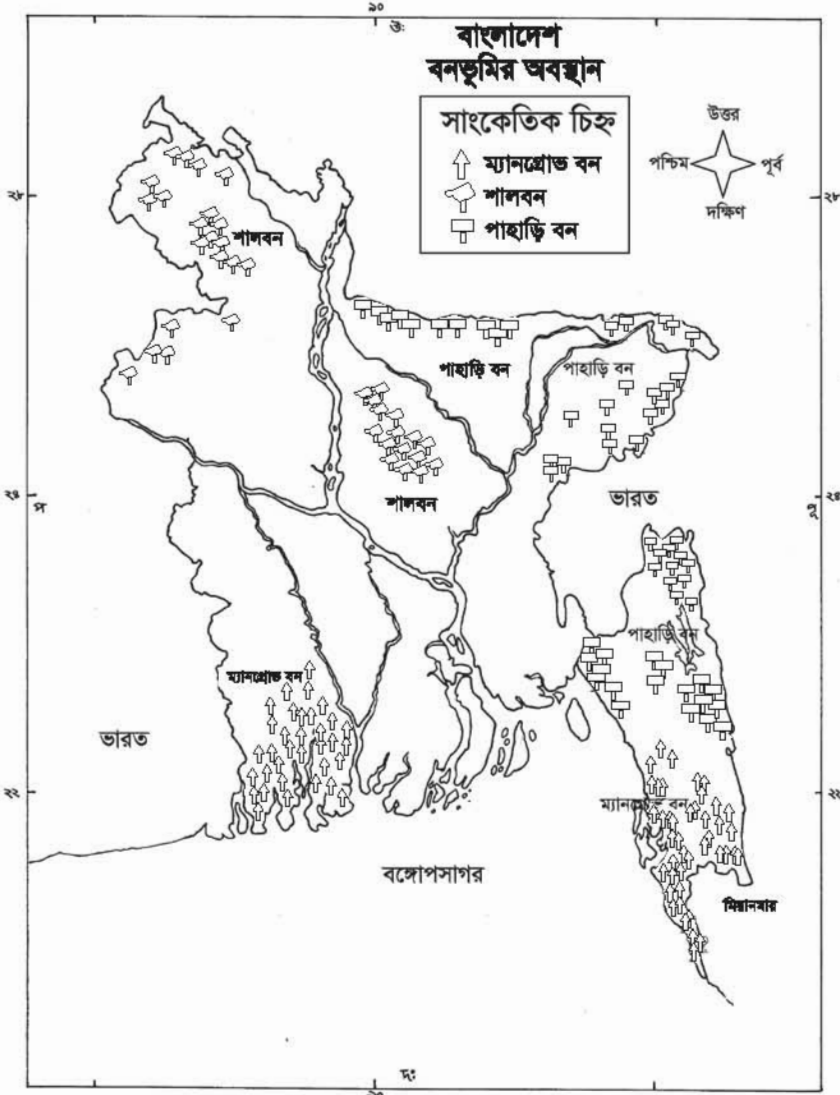 ৯০
উঃ
বাংলাদেশ
বনভূমির অবস্থান
সাংকেতিক চিহ্ন
ম্যানগ্রোভ বন
শালবন
পাহাড়ি বন
উত্তর
পশ্চিম
পূর্ব
দক্ষিণ
২৮
২৮
শালবন
পাহাড়ি বন
পাহাড়ি বন
২৪
প
শালবন
ভারত
২৪
পূ
পাহাড়ি বন
ম্যানগ্রোভ বন
ভারত
২২
ম্যানগ্রোভ বন
২২
বঙ্গোপসাগর
মিয়ানমার
দঃ